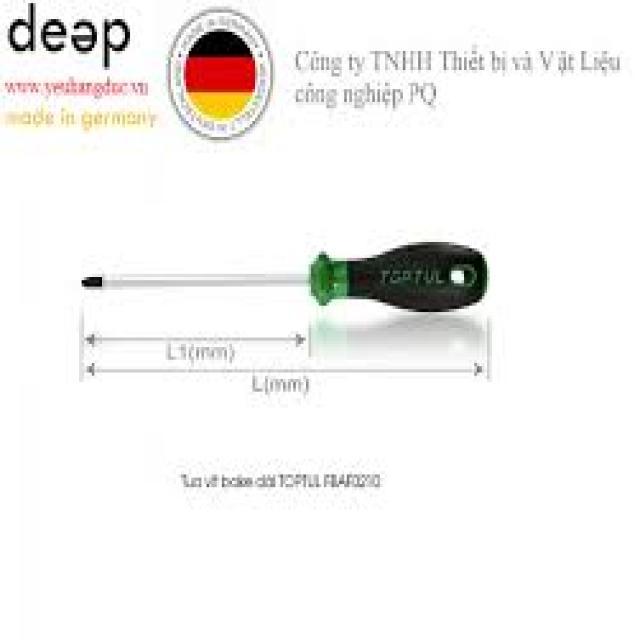 deep
www.yeuhangduc.vn
made in germany
Công ty TNHH Thiết bị và Vật Liệu
công nghiệp PQ
TOPTUL
L1(mm)
L(mm)
Tua vít bake dài TOPTUL FBAF0210